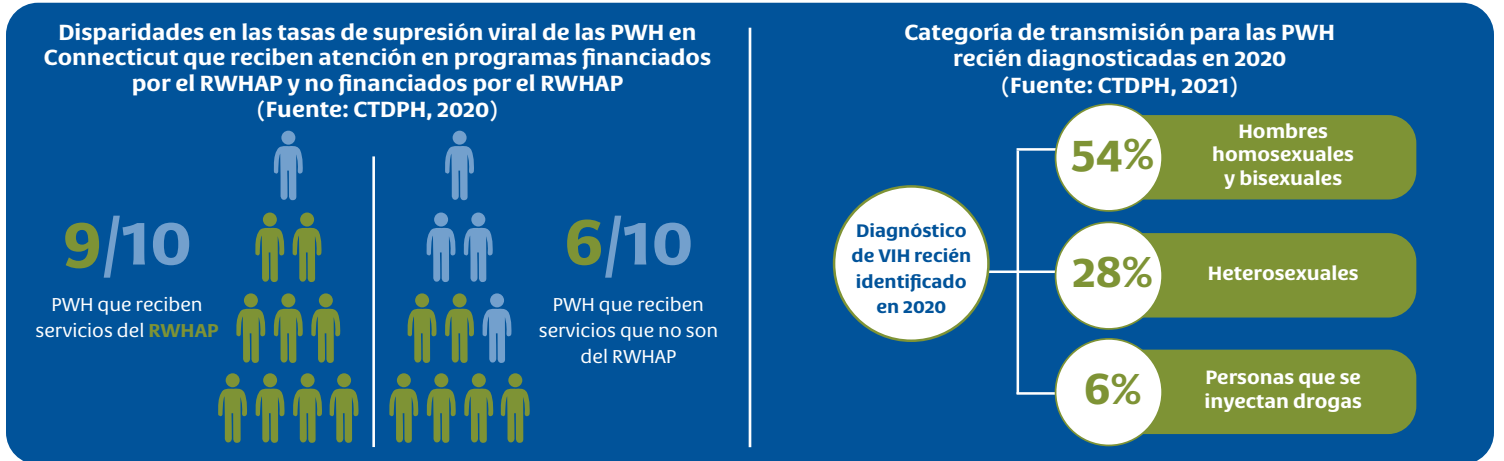 Disparidades en las tasas de supresión viral de las PWH en
Connecticut que reciben atención en programas financiados
por el RWHAP y no financiados por el RWHAP
(Fuente: CTDPH, 2020)
9/10
PWH que reciben
servicios del RWHAP
6/10
PWH que reciben
servicios que no son
del RWHAP
Categoría de transmisión para las PWH
recién diagnosticadas en 2020
(Fuente: CTDPH, 2021)
Diagnóstico
de VIH recién
identificado
en 2020
54%
Hombres
homosexuales
y bisexuales
28%
Heterosexuales
6%
Personas que se
inyectan drogas